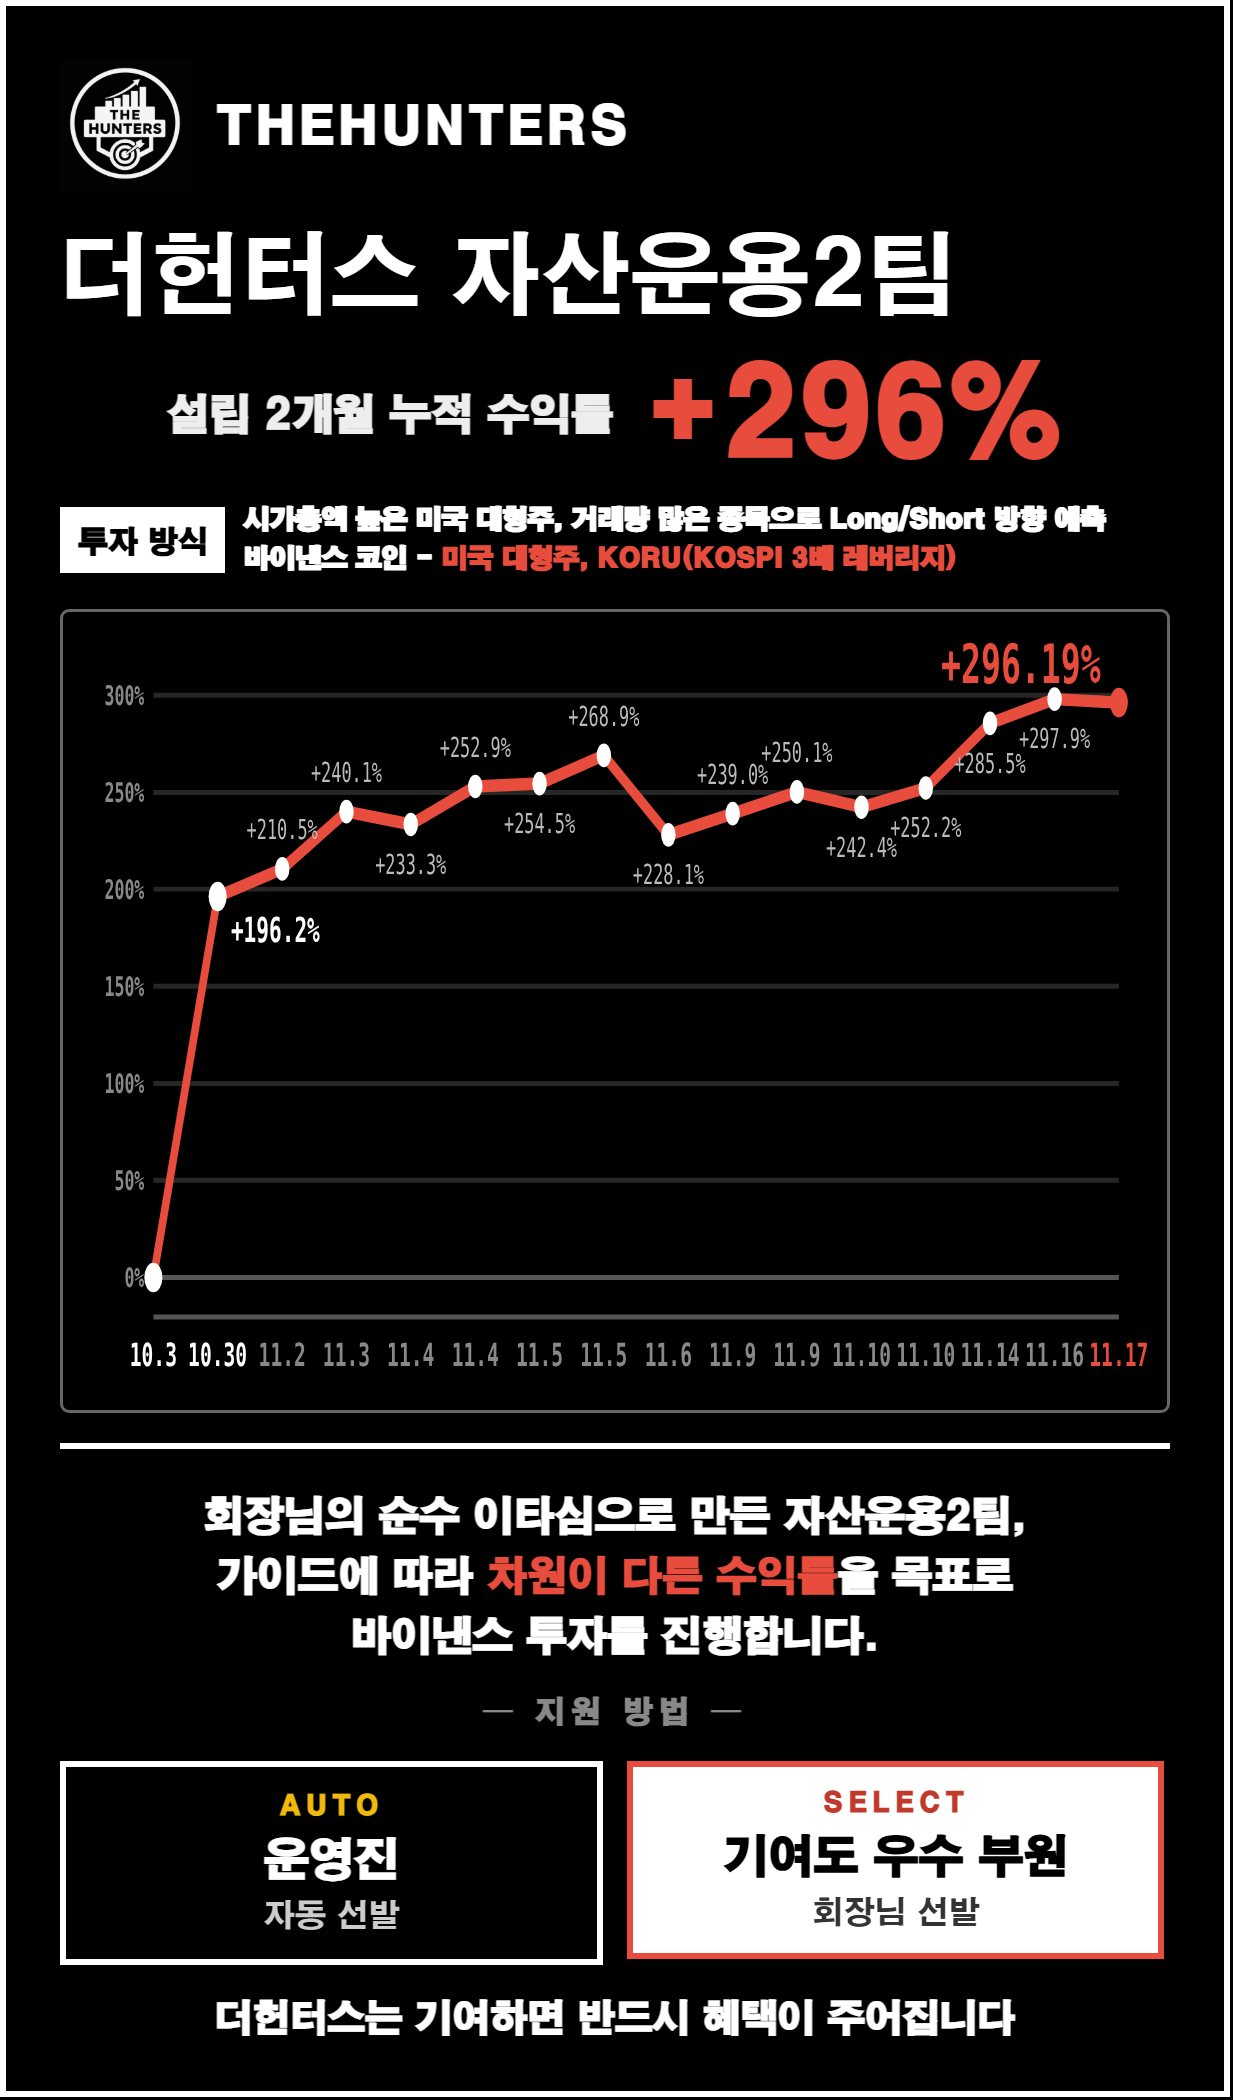 THE
HUNTERS
THEHUNTERS
더헌터스 자산운용2팀
설립 2개월 누적 수익률 +296%
투자 방식
시가총액 높은 미국 대형주, 거래량 많은 종목으로 Long/Short 방향 예측
바이낸스 코인 - 미국 대형주, KORU(KOSPI 3배 레버리지)
+296.19%
300%
250%
200%
150%
100%
50%
0%
+196.2%
+210.5%
+240.1%
+233.3%
+252.9%
+254.5%
+268.9%
+228.1%
+239.0%
+250.1%
+242.4%
+252.2%
+285.5%
+297.9%
10.3 10.30 11.2 11.3 11.4 11.4 11.5 11.5 11.6 11.9 11.9 11.10 11.10 11.14 11.16 11.17
회장님의 순수 이타심으로 만든 자산운용2팀,
가이드에 따라 차원이 다른 수익률을 목표로
바이낸스 투자를 진행합니다.
— 지원 방법 —
AUTO
운영진
자동 선발
SELECT
기여도 우수 부원
회장님 선발
더헌터스는 기여하면 반드시 혜택이 주어집니다